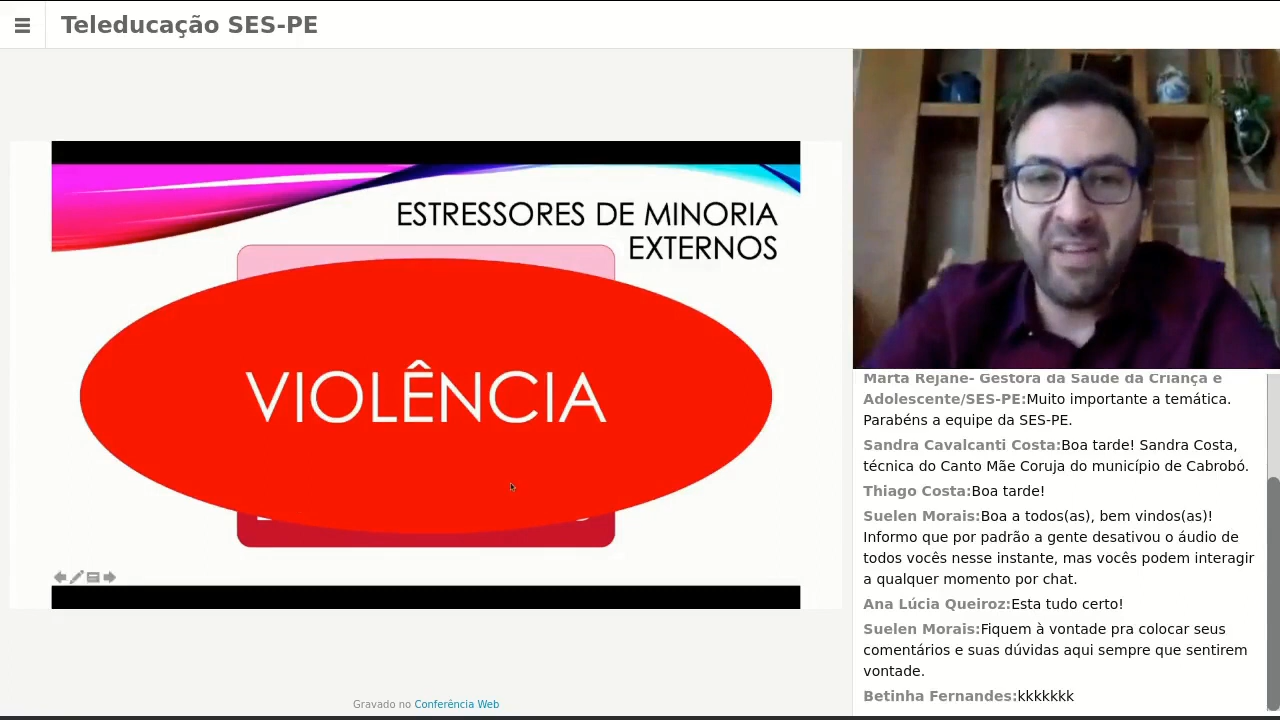 Teleducação SES-PE
ESTRESSORES DE MINORIA
EXTERNOS
VIOLÊNCIA
Gravado no Conferência Web
Marta Rejane- Gestora da Saúde da Criança e
Adolescente/SES-PE:Muito importante a temática.
Parabéns a equipe da SES-PE.
Sandra Cavalcanti Costa:Boa tarde! Sandra Costa,
técnica do Canto Mãe Coruja do município de Cabrobó.
Thiago Costa:Boa tarde!
Suelen Morais:Boa a todos(as), bem vindos(as)!
Informo que por padrão a gente desativou o áudio de
todos vocês nesse instante, mas vocês podem interagir
a qualquer momento por chat.
Ana Lúcia Queiroz:Esta tudo certo!
Suelen Morais:Fiquem à vontade pra colocar seus
comentários e suas dúvidas aqui sempre que sentirem
vontade.
Betinha Fernandes:kkkkkkk